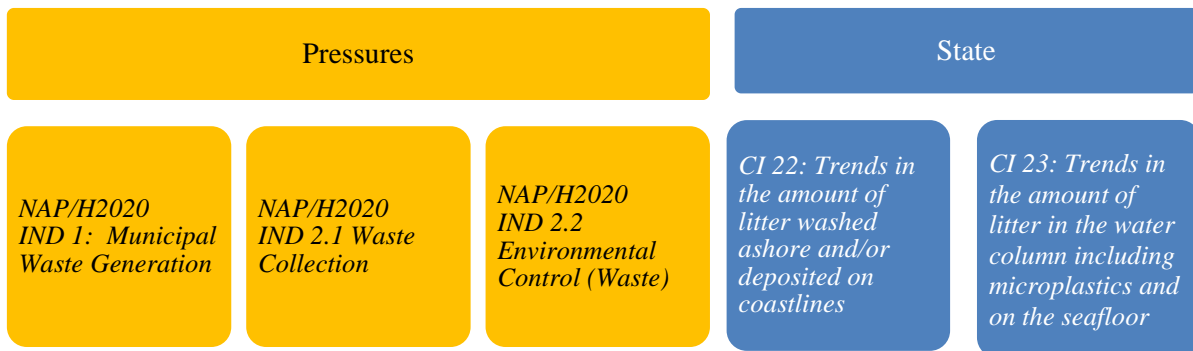 Pressures
State
NAP/H2020
IND 1:  Municipal
Waste Generation
NAP/H2020
IND 2.1 Waste
Collection
NAP/H2020
IND 2.2
Environmental
Control (Waste)
CI 22: Trends in
the amount of
litter washed
ashore and/or
deposited on
coastlines
CI 23: Trends in
the amount of
litter in the water
column including
microplastics and
on the seafloor